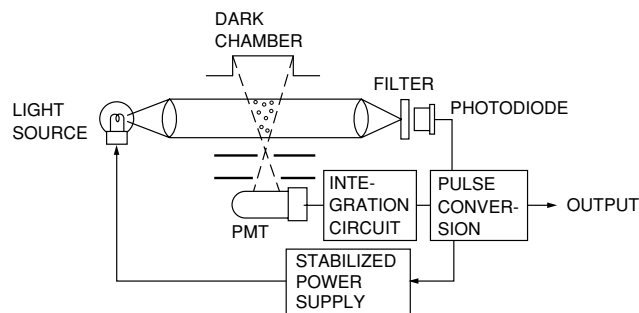 DARK
CHAMBER
FILTER
PHOTODIODE
LIGHT
SOURCE
PMT
INTE-
GRATION
CIRCUIT
PULSE
CONVER-
SION
OUTPUT
STABILIZED
POWER
SUPPLY